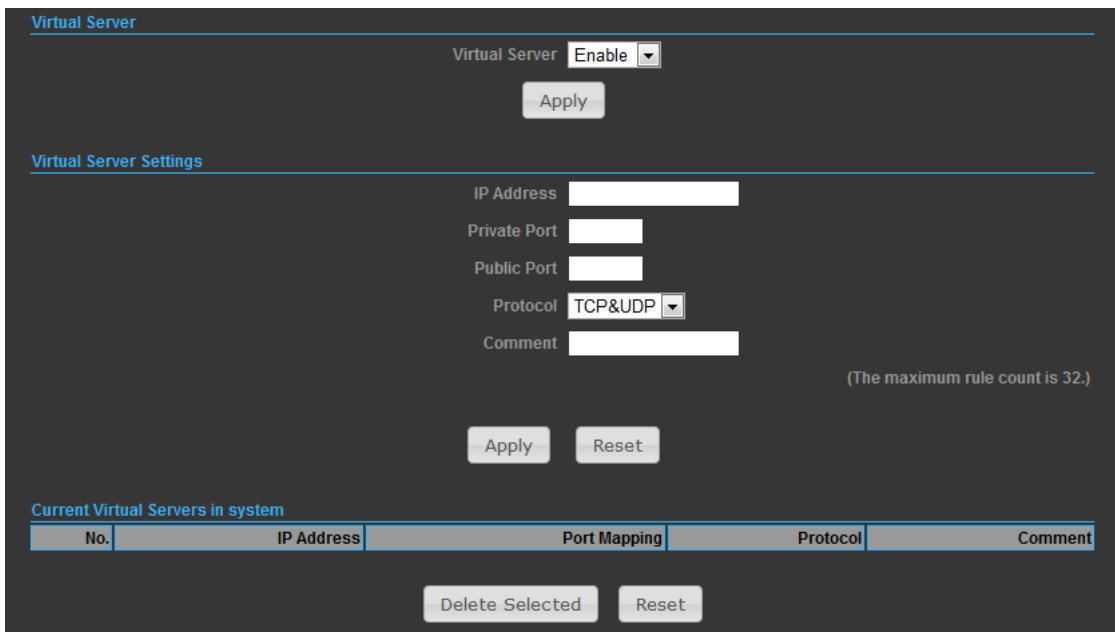 Virtual Server
Virtual Server Enable
Apply
Virtual Server Settings
IP Address
Private Port
Public Port
Protocol TCP&UDP
Comment
(The maximum rule count is 32.)
Apply Reset
Current Virtual Servers in system
No. IP Address Port Mapping Protocol Comment
Delete Selected Reset